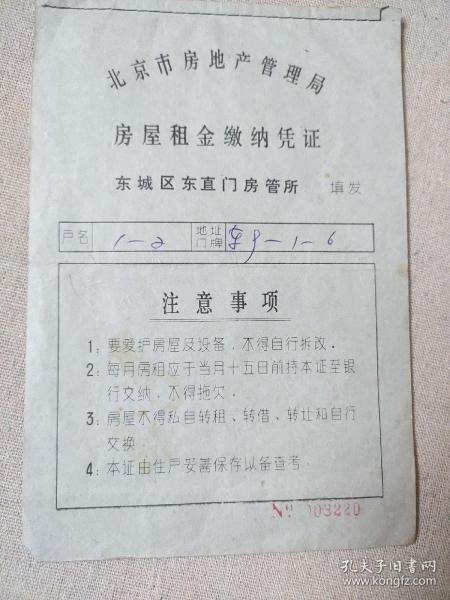 北京市房地产管理局
房屋租金缴纳凭证
东城区东直门房管所 填发
户名 1-2 地址门牌 -1-6
注意事项
1：要爱护房屋及设备．不得自行拆改．
2：每月房租应于当月十五日前持本证至银
行交纳．不得拖欠．
3：房屋不得私自转租、转借、转让和自行
交换．
4：本证由住户妥善保存以备查考．
№ 003220
孔夫子旧书网
www.kongfz.com